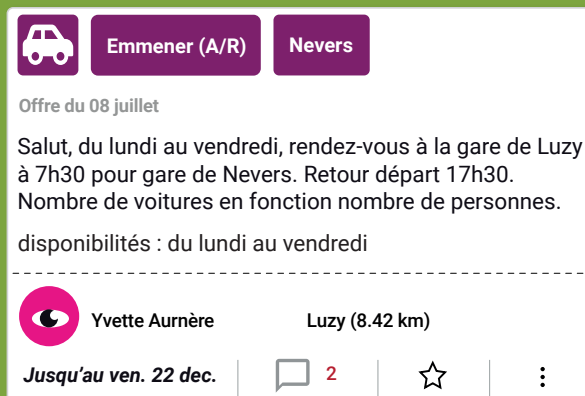 Emmener (A/R) Nevers
Offre du 08 juillet
Salut, du lundi au vendredi, rendez-vous à la gare de Luzy
à 7h30 pour gare de Nevers. Retour départ 17h30.
Nombre de voitures en fonction nombre de personnes.
disponibilités : du lundi au vendredi
Yvette Aurnère Luzy (8.42 km)
Jusqu'au ven. 22 dec. 2